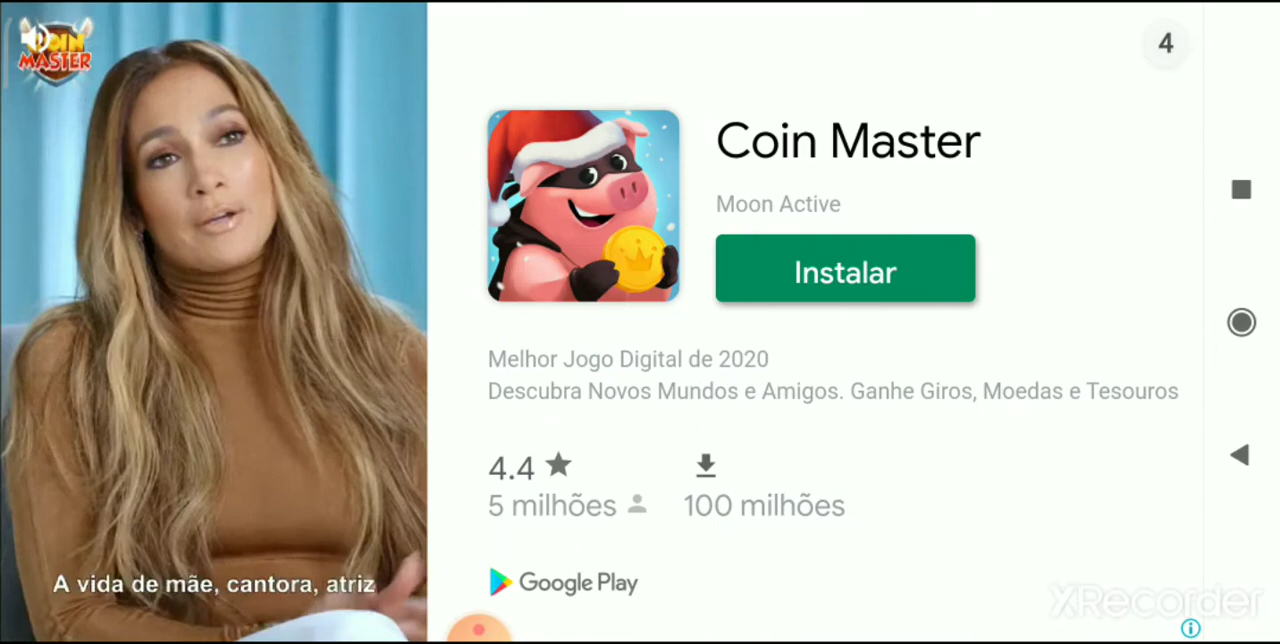 COIN
MASTER
A vida de mãe, cantora, atriz
4
Coin Master
Moon Active
Instalar
Melhor Jogo Digital de 2020
Descubra Novos Mundos e Amigos. Ganhe Giros, Moedas e Tesouros
4.4
5 milhões
100 milhões
Google Play
XRecorder